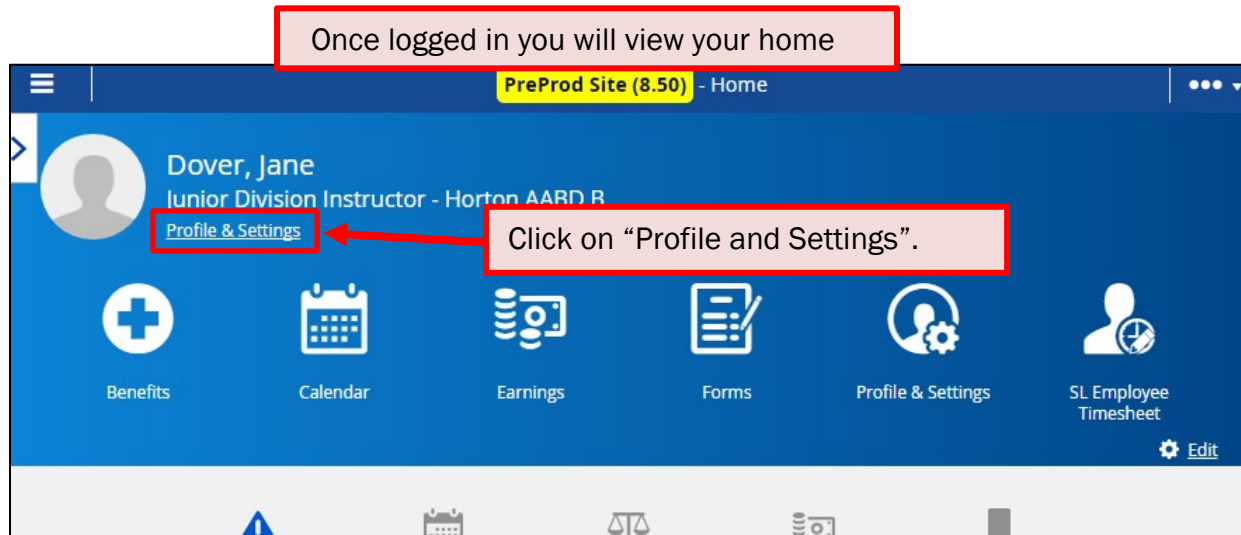 Once logged in you will view your home
PreProd Site (8.50) - Home
Dover, Jane
Junior Division Instructor - Horton AABD B
Profile & Settings
Click on “Profile and Settings”.
Benefits
Calendar
Earnings
Forms
Profile & Settings
SL Employee
Timesheet
Edit